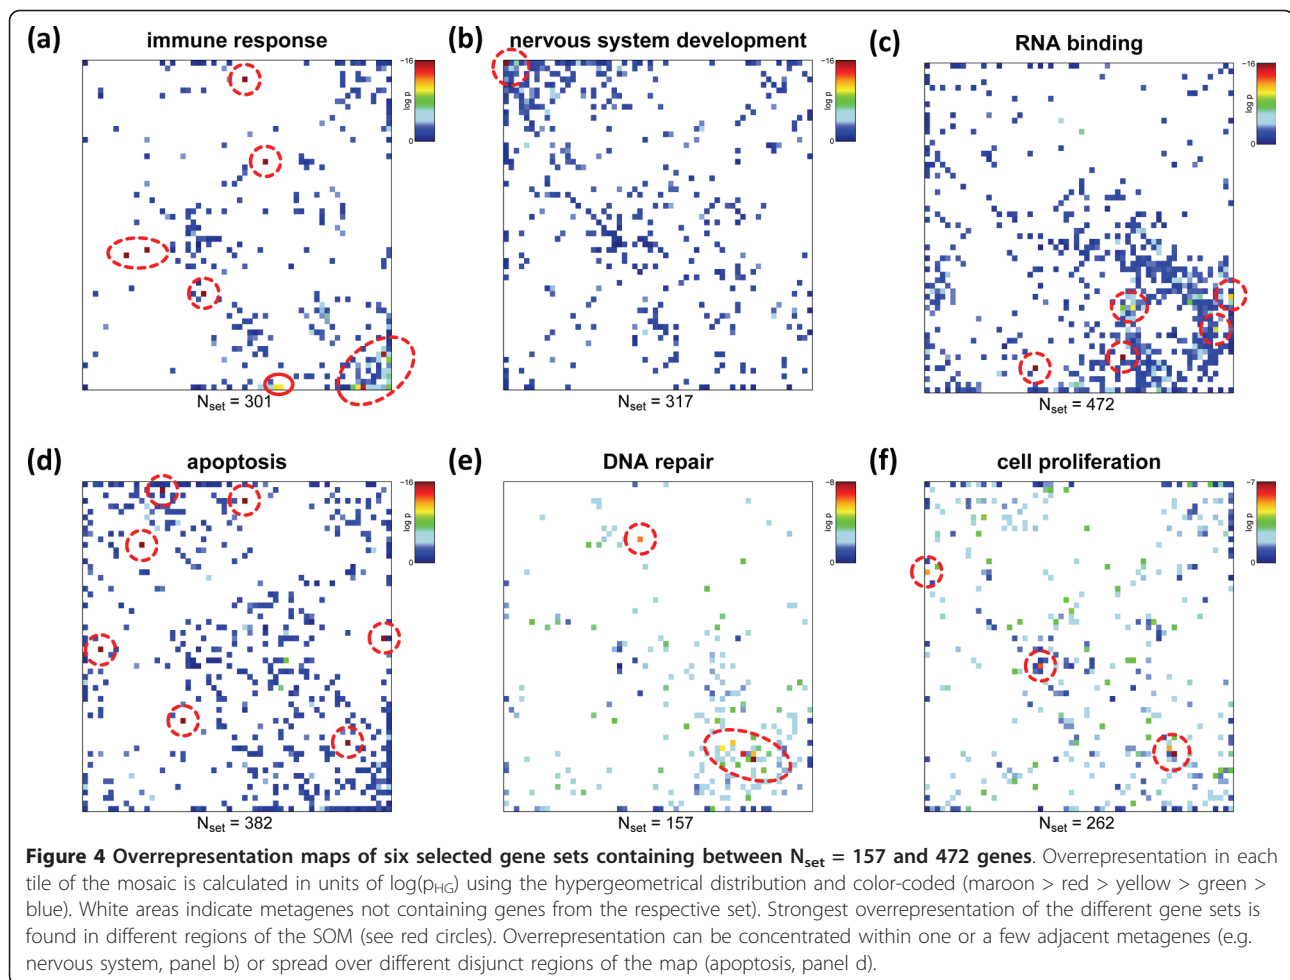 (a) immune response
-16
log p
0
N_set = 301
(b) nervous system development
-16
log p
0
N_set = 317
(c) RNA binding
-16
log p
0
N_set = 472
(d) apoptosis
-16
log p
0
N_set = 382
(e) DNA repair
-8
log p
0
N_set = 157
(f) cell proliferation
-7
log p
0
N_set = 262
Figure 4 Overrepresentation maps of six selected gene sets containing between N_set = 157 and 472 genes. Overrepresentation in each
tile of the mosaic is calculated in units of log(p_HG) using the hypergeometrical distribution and color-coded (maroon > red > yellow > green >
blue). White areas indicate metagenes not containing genes from the respective set). Strongest overrepresentation of the different gene sets is
found in different regions of the SOM (see red circles). Overrepresentation can be concentrated within one or a few adjacent metagenes (e.g.
nervous system, panel b) or spread over different disjunct regions of the map (apoptosis, panel d).